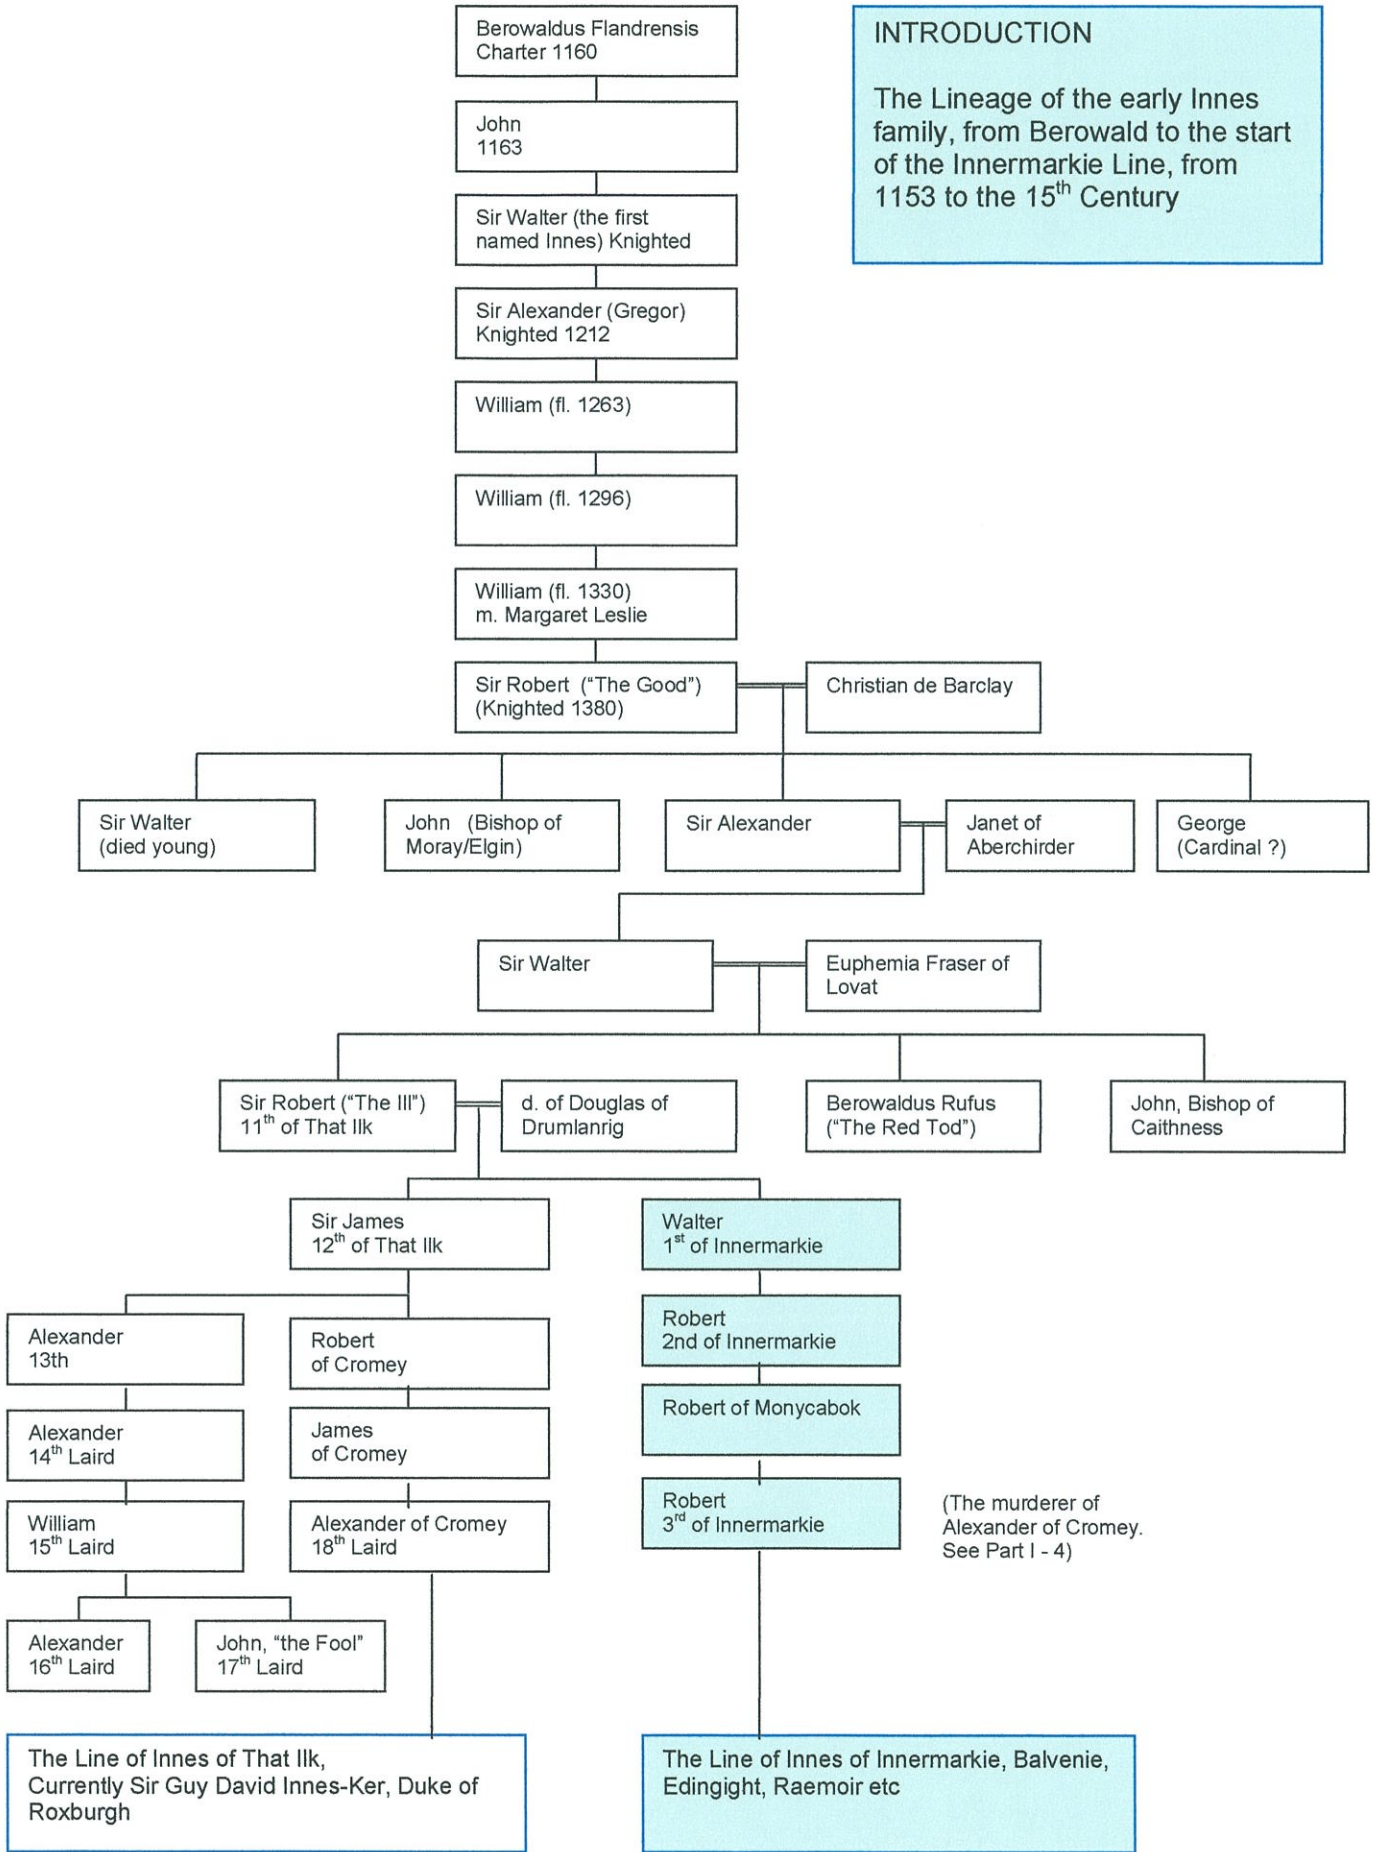 Berowaldus Flandrensis
Charter 1160
INTRODUCTION
The Lineage of the early Innes
family, from Berowald to the start
of the Innermarkie Line, from
1153 to the 15th Century
John
1163
Sir Walter (the first
named Innes) Knighted
Sir Alexander (Gregor)
Knighted 1212
William (fl. 1263)
William (fl. 1296)
William (fl. 1330)
m. Margaret Leslie
Sir Robert ("The Good")
(Knighted 1380)
Christian de Barclay
Sir Walter
(died young)
John (Bishop of
Moray/Elgin)
Sir Alexander
Janet of
Aberchirder
George
(Cardinal ?)
Sir Walter
Euphemia Fraser of
Lovat
Sir Robert ("The Ill")
11th of That Ilk
d. of Douglas of
Drumlanrig
Berowaldus Rufus
("The Red Tod")
John, Bishop of
Caithness
Sir James
12th of That Ilk
Walter
1st of Innermarkie
Alexander
13th
Robert
of Cromey
Robert
2nd of Innermarkie
Alexander
14th Laird
James
of Cromey
Robert of Monycabok
William
15th Laird
Alexander of Cromey
18th Laird
Robert
3rd of Innermarkie
(The murderer of
Alexander of Cromey.
See Part I - 4)
Alexander
16th Laird
John, "the Fool"
17th Laird
The Line of Innes of That Ilk,
Currently Sir Guy David Innes-Ker, Duke of
Roxburgh
The Line of Innes of Innermarkie, Balvenie,
Edingight, Raemoir etc